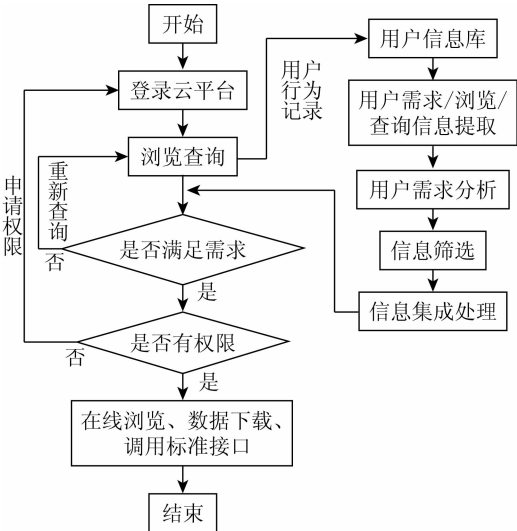 开始
登录云平台
浏览查询
是否满足需求
是
否
重新查询
是否有权限
是
否
申请权限
在线浏览、数据下载、
调用标准接口
结束
用户
行为
记录
用户信息库
用户需求/浏览/
查询信息提取
用户需求分析
信息筛选
信息集成处理